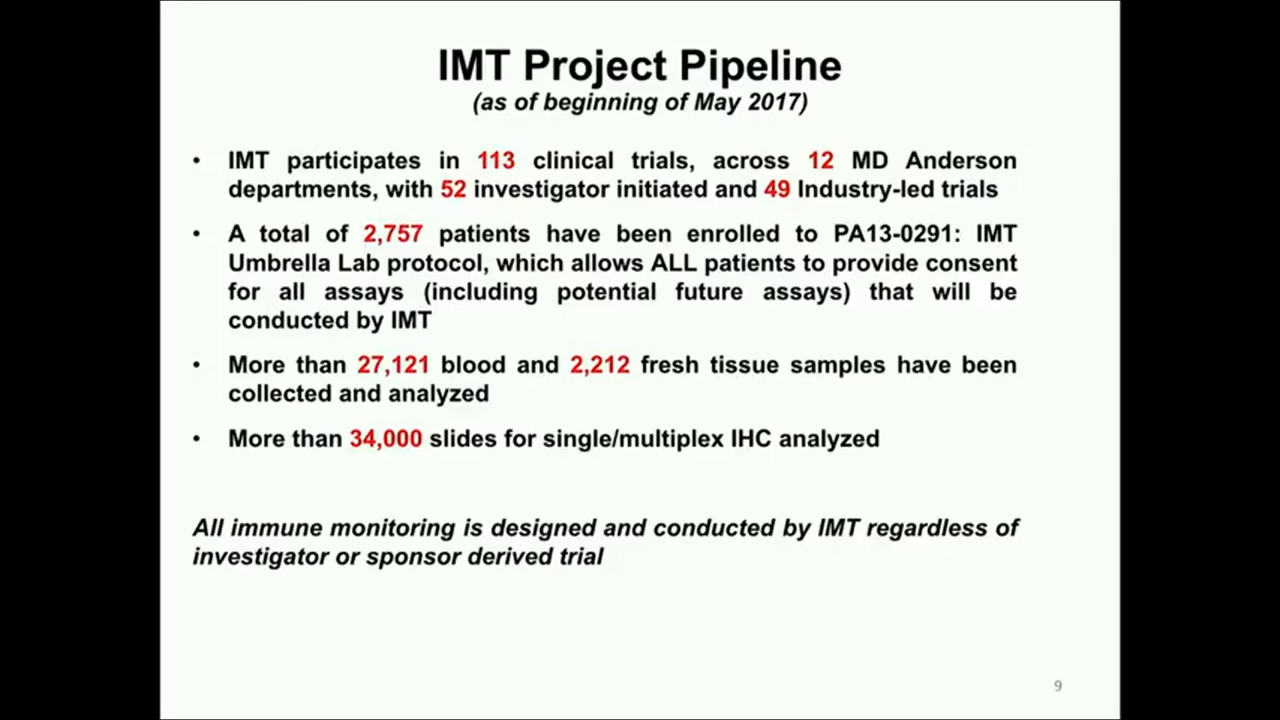 IMT Project Pipeline
(as of beginning of May 2017)
• IMT participates in 113 clinical trials, across 12 MD Anderson
departments, with 52 investigator initiated and 49 Industry-led trials
• A total of 2,757 patients have been enrolled to PA13-0291: IMT
Umbrella Lab protocol, which allows ALL patients to provide consent
for all assays (including potential future assays) that will be
conducted by IMT
• More than 27,121 blood and 2,212 fresh tissue samples have been
collected and analyzed
• More than 34,000 slides for single/multiplex IHC analyzed
All immune monitoring is designed and conducted by IMT regardless of
investigator or sponsor derived trial
9